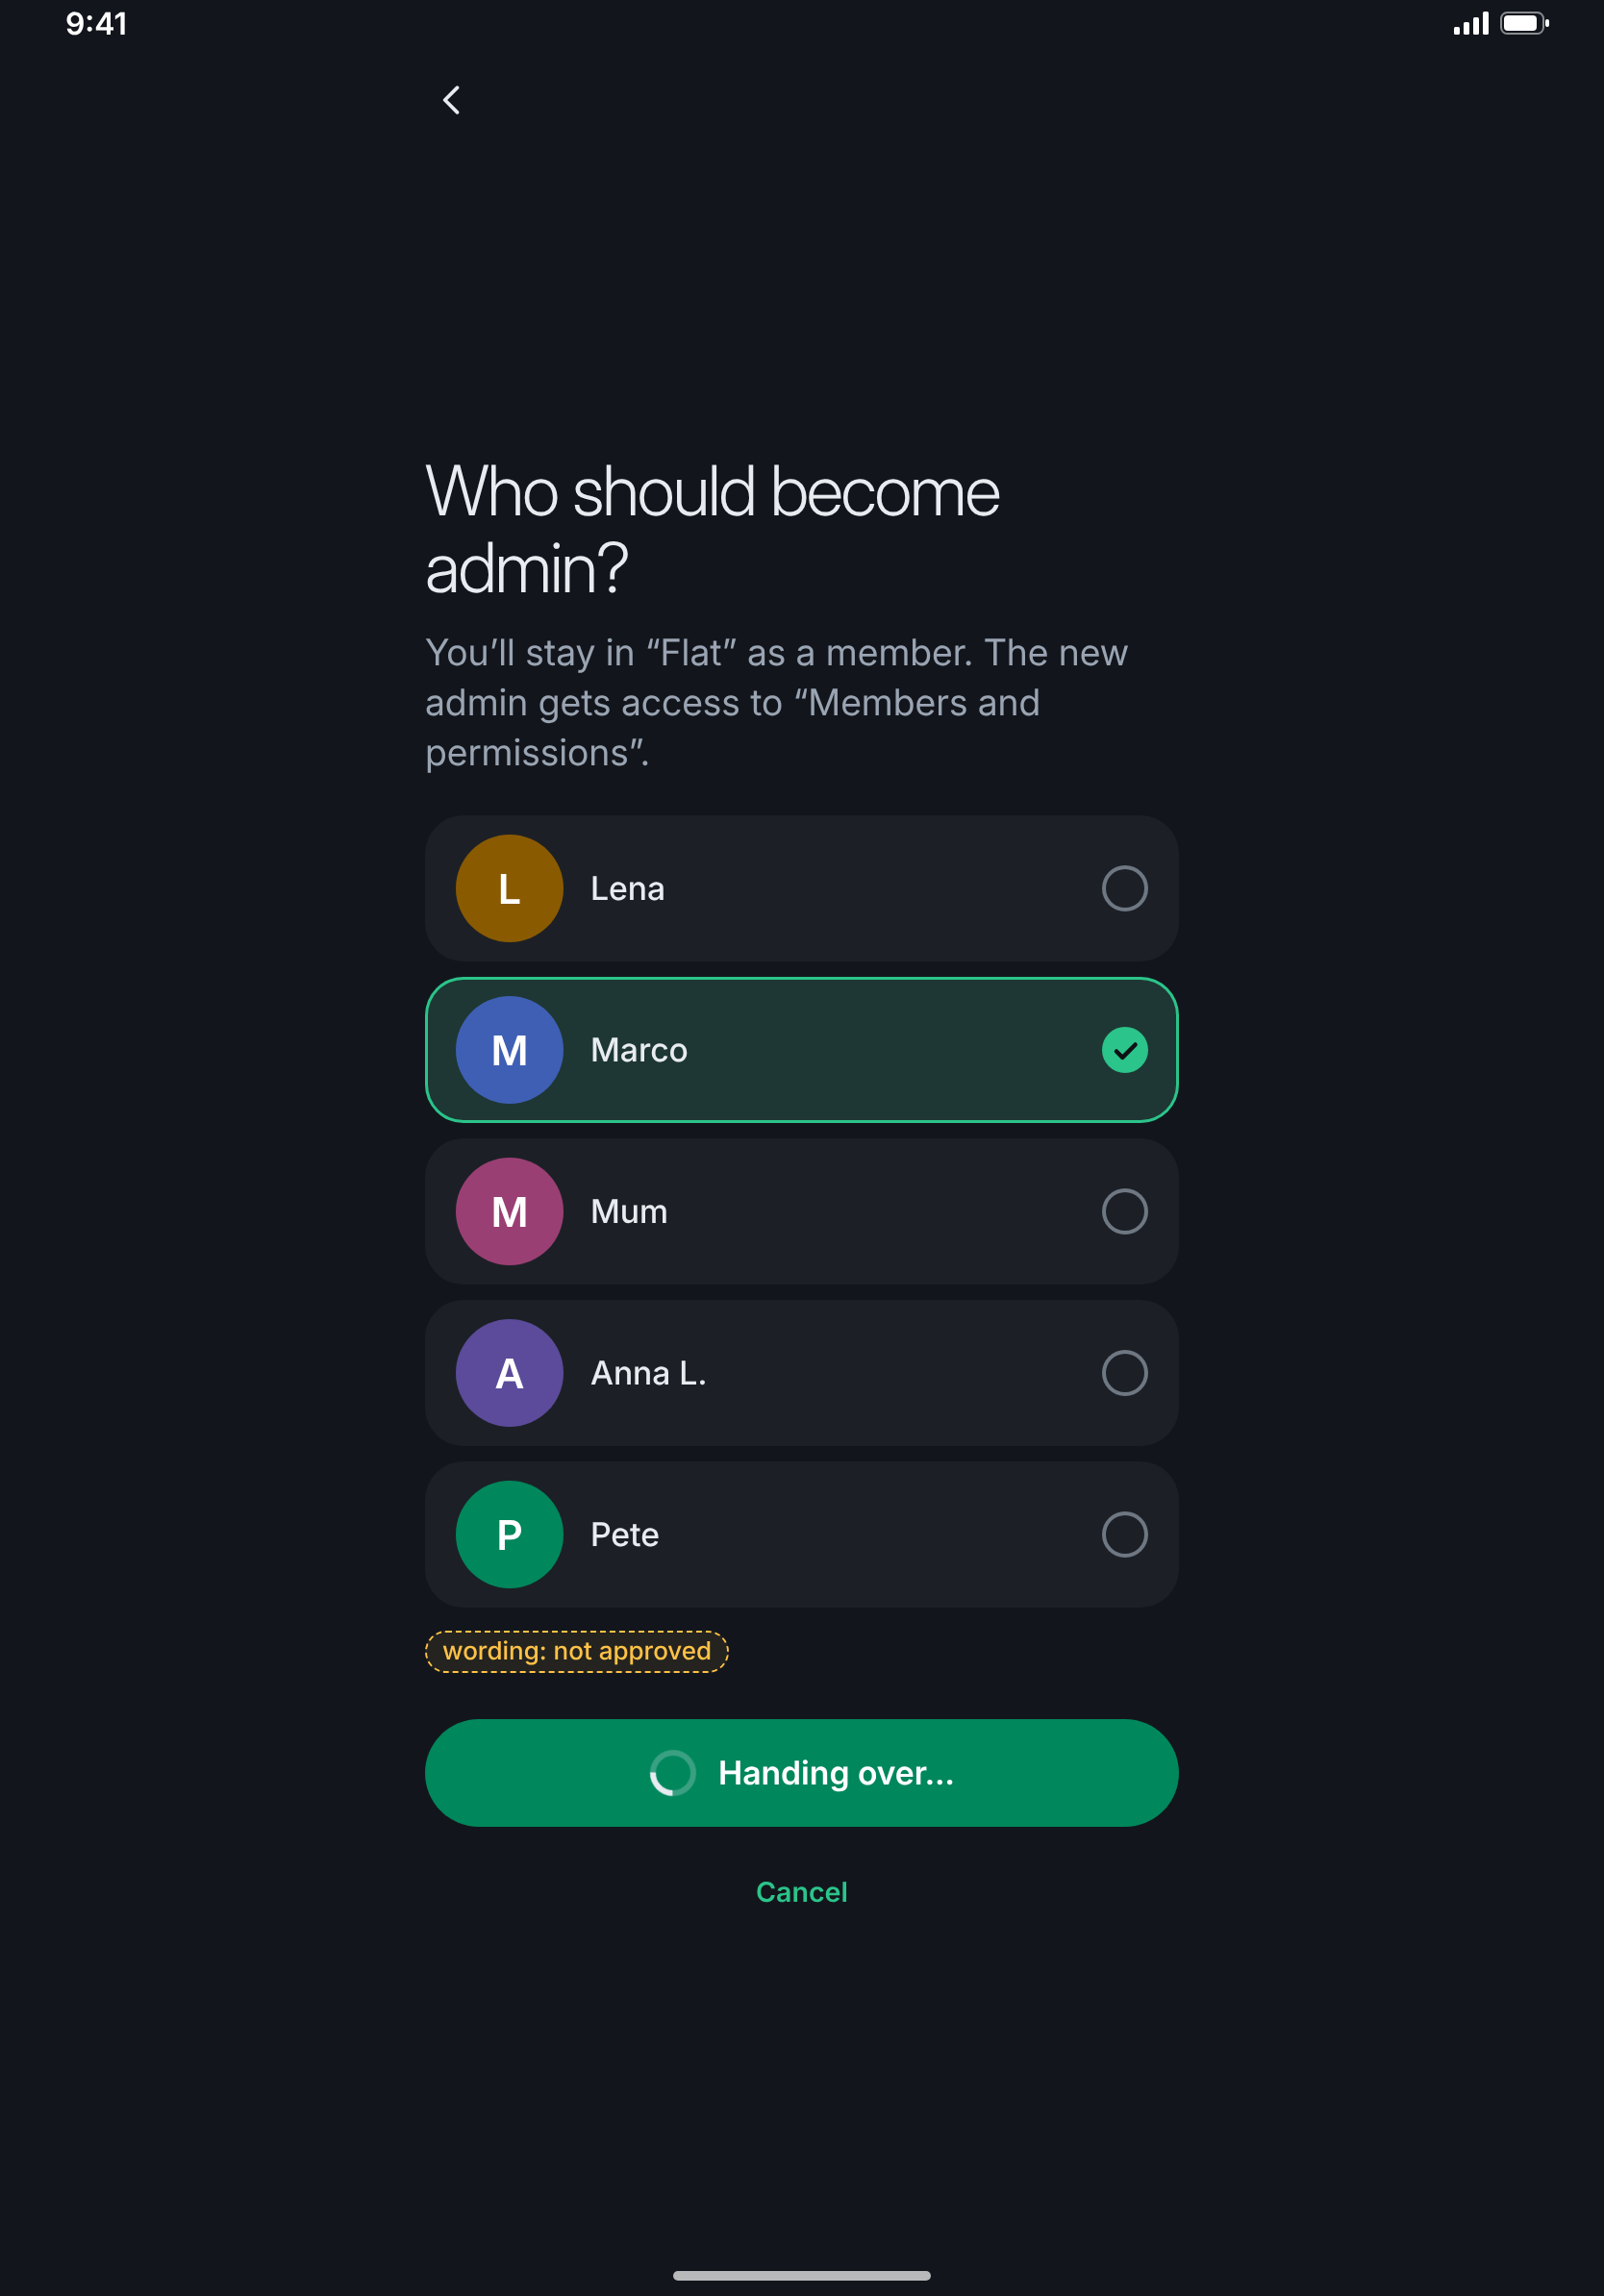 9:41
Who should become
admin?
You’ll stay in “Flat” as a member. The new
admin gets access to “Members and
permissions”.
L Lena
M Marco
M Mum
A Anna L.
P Pete
wording: not approved
Handing over…
Cancel